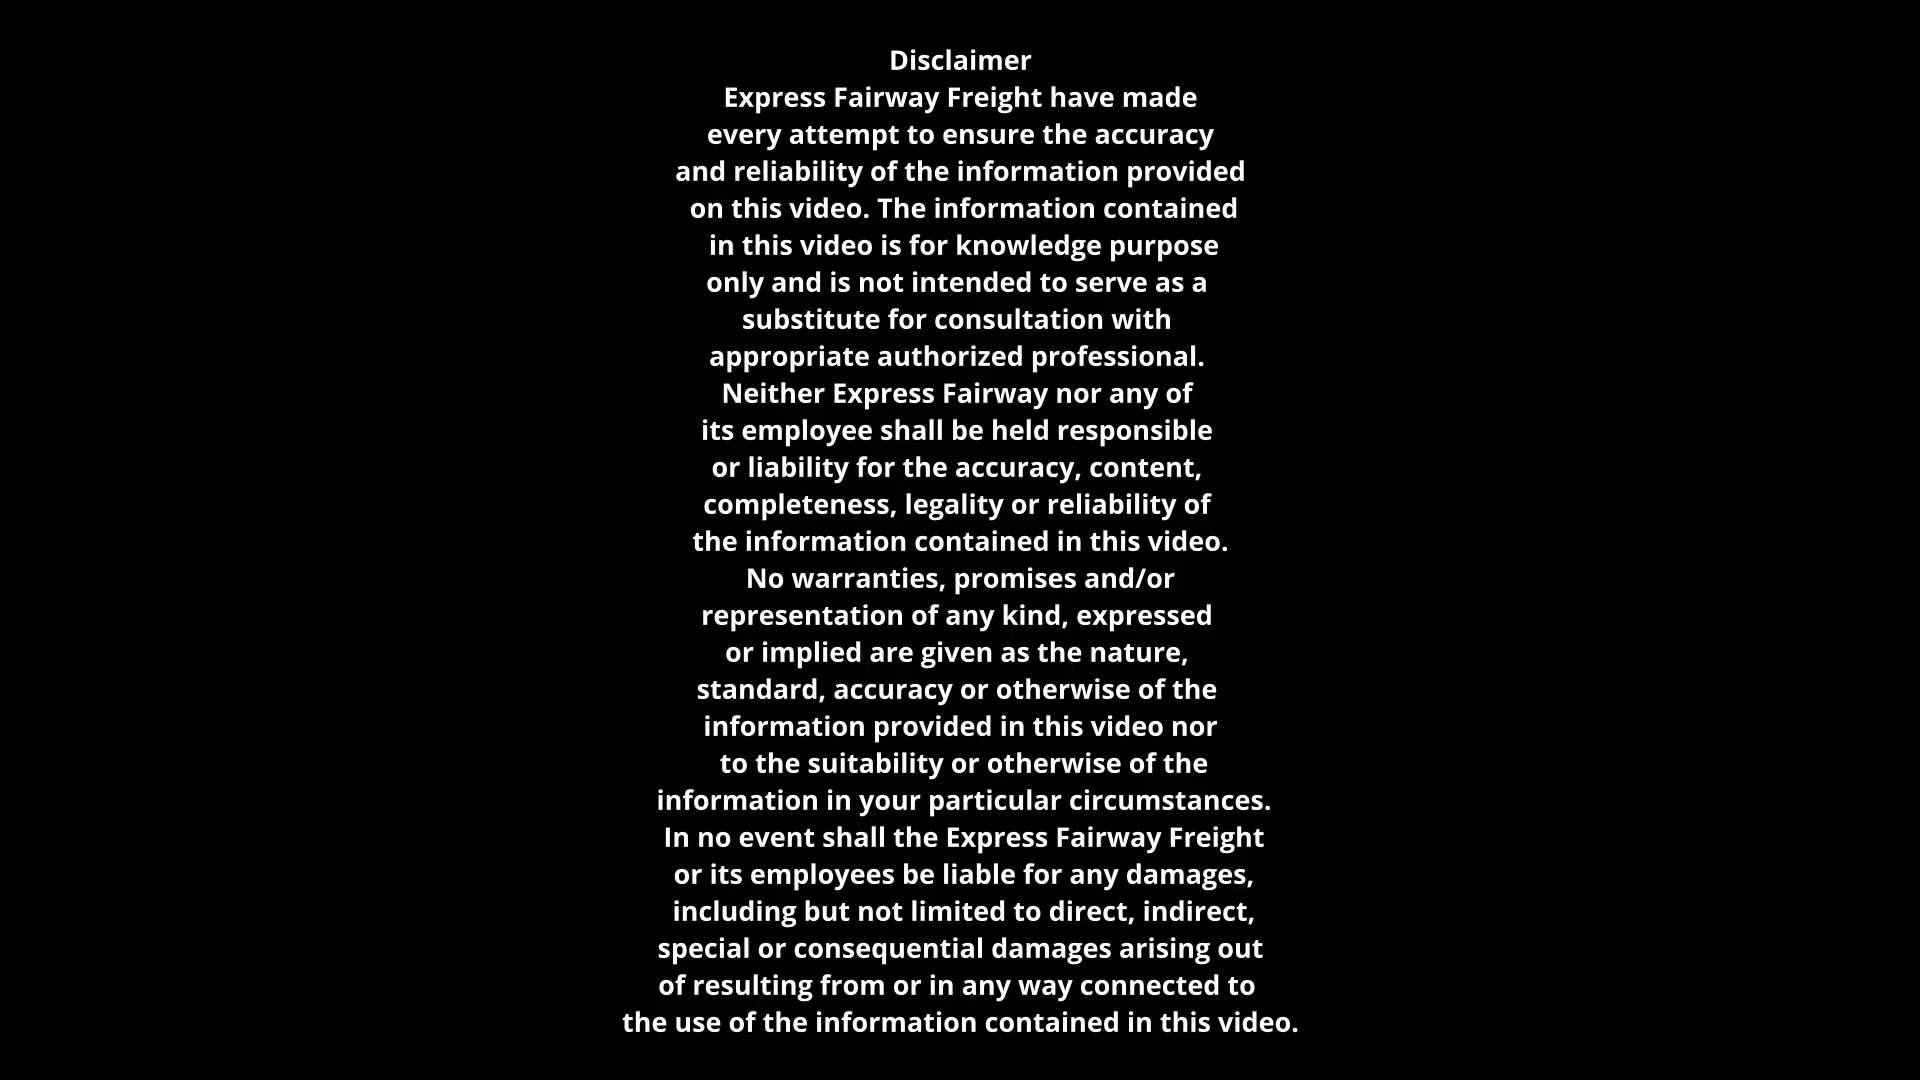 Disclaimer
Express Fairway Freight have made
every attempt to ensure the accuracy
and reliability of the information provided
on this video. The information contained
in this video is for knowledge purpose
only and is not intended to serve as a
substitute for consultation with
appropriate authorized professional.
Neither Express Fairway nor any of
its employee shall be held responsible
or liability for the accuracy, content,
completeness, legality or reliability of
the information contained in this video.
No warranties, promises and/or
representation of any kind, expressed
or implied are given as the nature,
standard, accuracy or otherwise of the
information provided in this video nor
to the suitability or otherwise of the
information in your particular circumstances.
In no event shall the Express Fairway Freight
or its employees be liable for any damages,
including but not limited to direct, indirect,
special or consequential damages arising out
of resulting from or in any way connected to
the use of the information contained in this video.